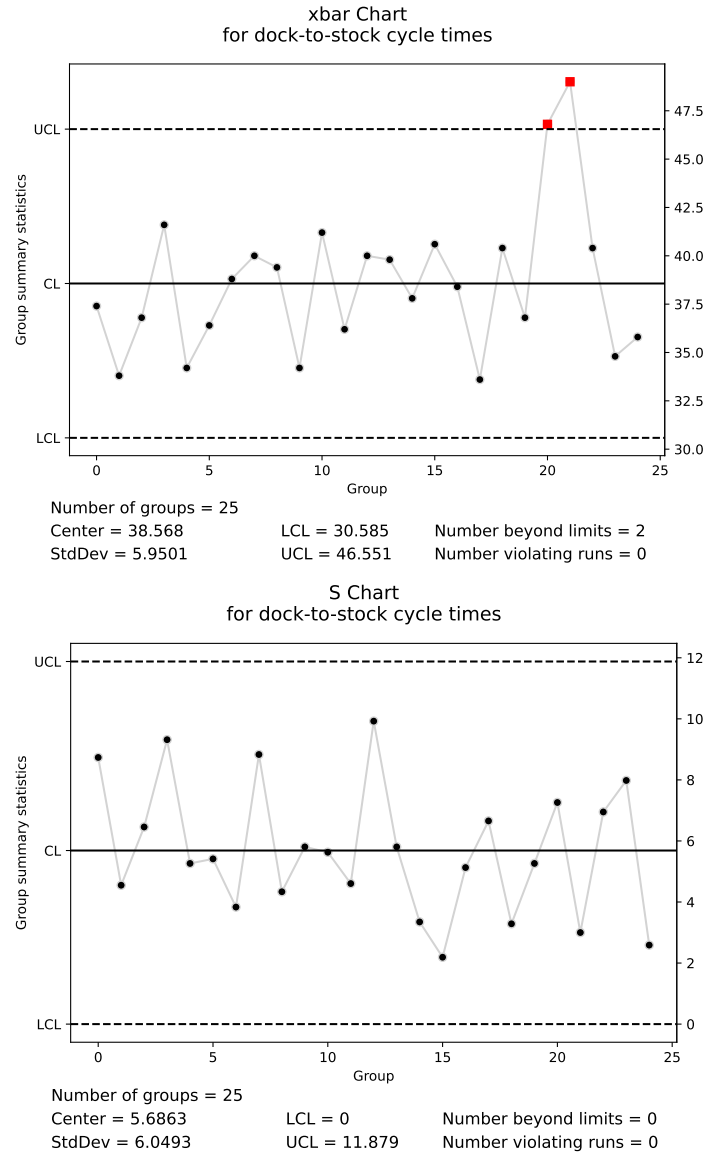 xbar Chart
for dock-to-stock cycle times
Group summary statistics
UCL
CL
LCL
47.5
45.0
42.5
40.0
37.5
35.0
32.5
30.0
0 5 10 15 20 25
Group
Number of groups = 25
Center = 38.568 LCL = 30.585 Number beyond limits = 2
StdDev = 5.9501 UCL = 46.551 Number violating runs = 0
S Chart
for dock-to-stock cycle times
Group summary statistics
UCL
CL
LCL
12
10
8
6
4
2
0
0 5 10 15 20 25
Group
Number of groups = 25
Center = 5.6863 LCL = 0 Number beyond limits = 0
StdDev = 6.0493 UCL = 11.879 Number violating runs = 0